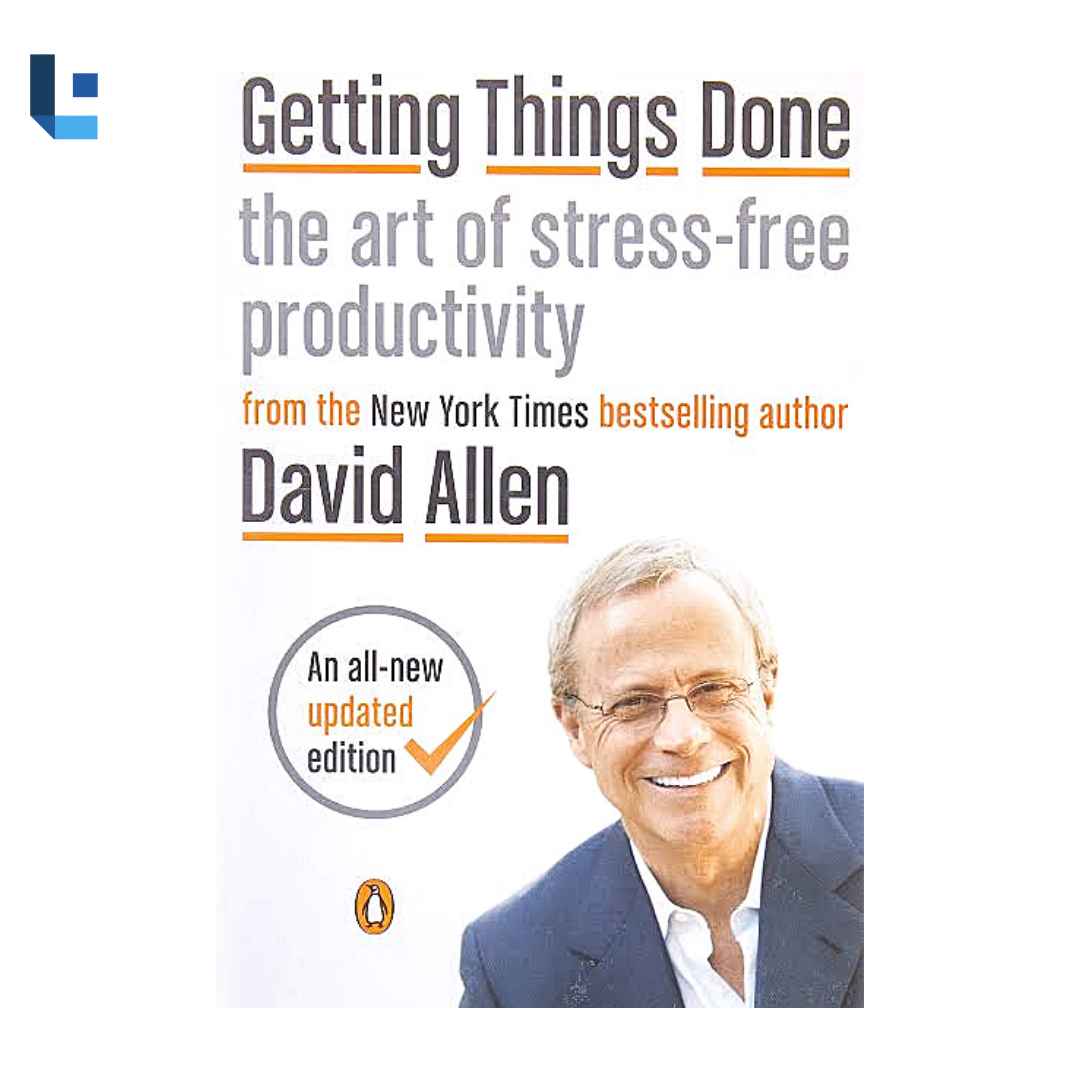 Getting Things Done
the art of stress-free
productivity
from the New York Times bestselling author
David Allen
An all-new
updated
edition